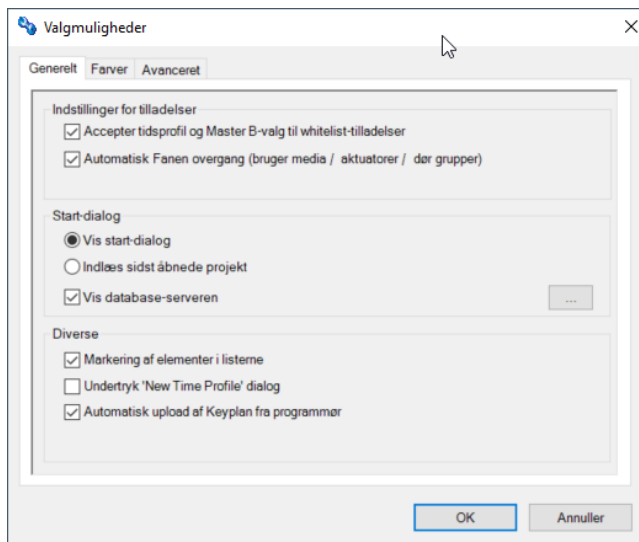 Valgmuligheder
Generelt Farver Avanceret
Indstillinger for tilladelser
Accepter tidsprofil og Master B-valg til whitelist-tilladelser
Automatisk Fanen overgang (bruger media / aktuatorer / dør grupper)
Start-dialog
Vis start-dialog
Indlæs sidst åbnede projekt
Vis database-serveren
...
Diverse
Markering af elementer i listerne
Undertryk 'New Time Profile' dialog
Automatisk upload af Keyplan fra programmør
OK Annuller